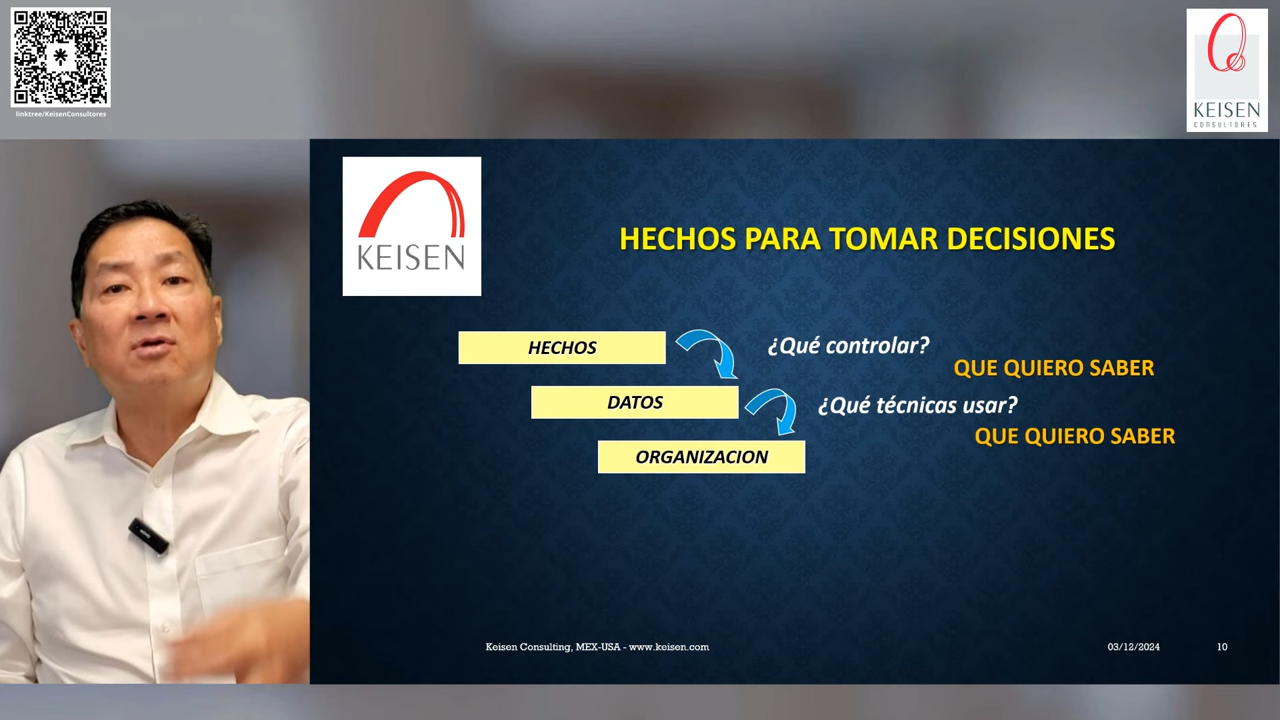 linktree/KeisenConsultores
KEISEN
CONSULTORES
KEISEN
HECHOS PARA TOMAR DECISIONES
HECHOS
¿Qué controlar?
QUE QUIERO SABER
DATOS
¿Qué técnicas usar?
QUE QUIERO SABER
ORGANIZACION
Keisen Consulting, MEX-USA - www.keisen.com
03/12/2024
10